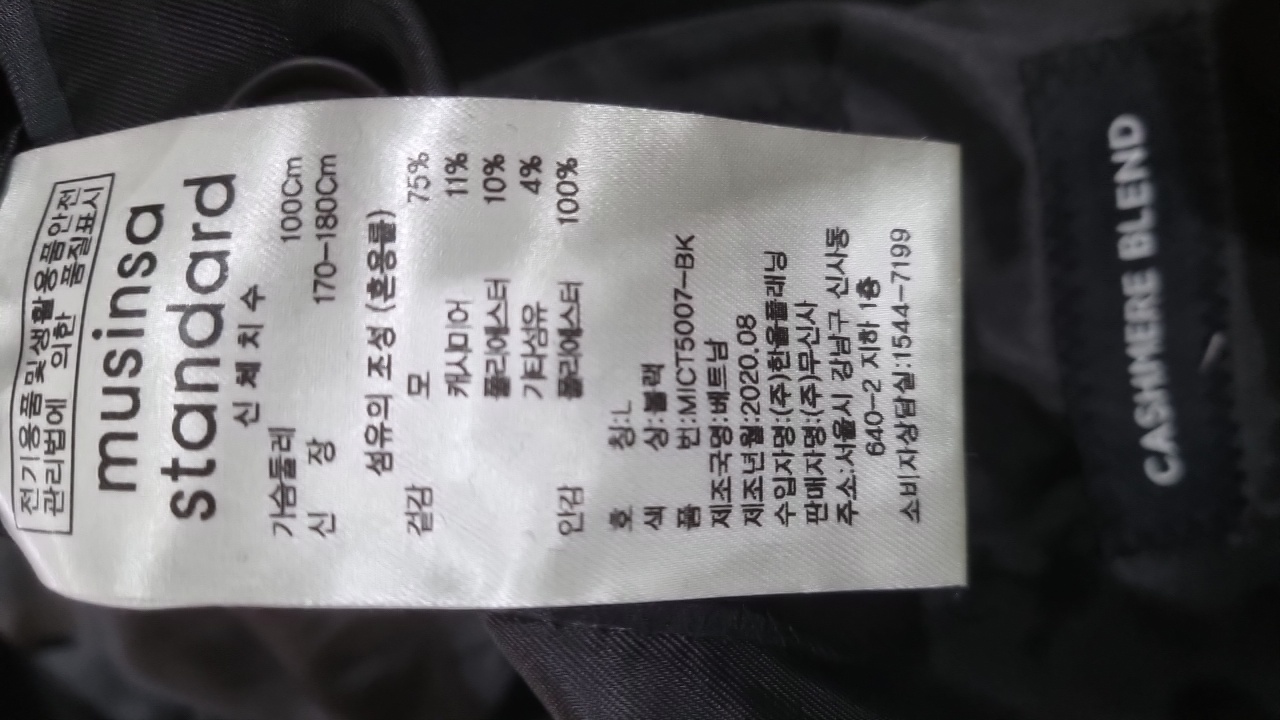 전기용품및생활용품안전
관리법에 의한 품질표시
musinsa
standard
신체치수
가슴둘레 100Cm
신 장 170-180Cm
섬유의 조성 (혼용률)
겉감 모 75%
캐시미어 11%
폴리에스터 10%
기타섬유 4%
안감 폴리에스터 100%
호 칭:L
색 상:블랙
품 번:MICT5007-BK
제조국명:베트남
제조년월:2020.08
수입자명:(주)한울플래닝
판매자명:(주)무신사
주소:서울시 강남구 신사동
640-2 지하 1층
소비자상담실:1544-7199
CASHMERE BLEND